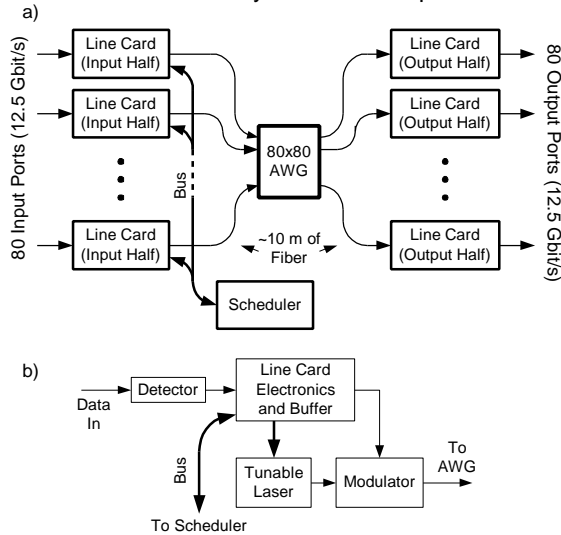 a)
Line Card
(Input Half)
Line Card
(Output Half)
Line Card
(Input Half)
Line Card
(Output Half)
80x80
AWG
Bus
Line Card
(Input Half)
Line Card
(Output Half)
~10 m of
Fiber
Scheduler
80 Input Ports (12.5 Gbit/s)
80 Output Ports (12.5 Gbit/s)
b)
Detector
Data
In
Line Card
Electronics
and Buffer
Bus
To Scheduler
Tunable
Laser
Modulator
To
AWG